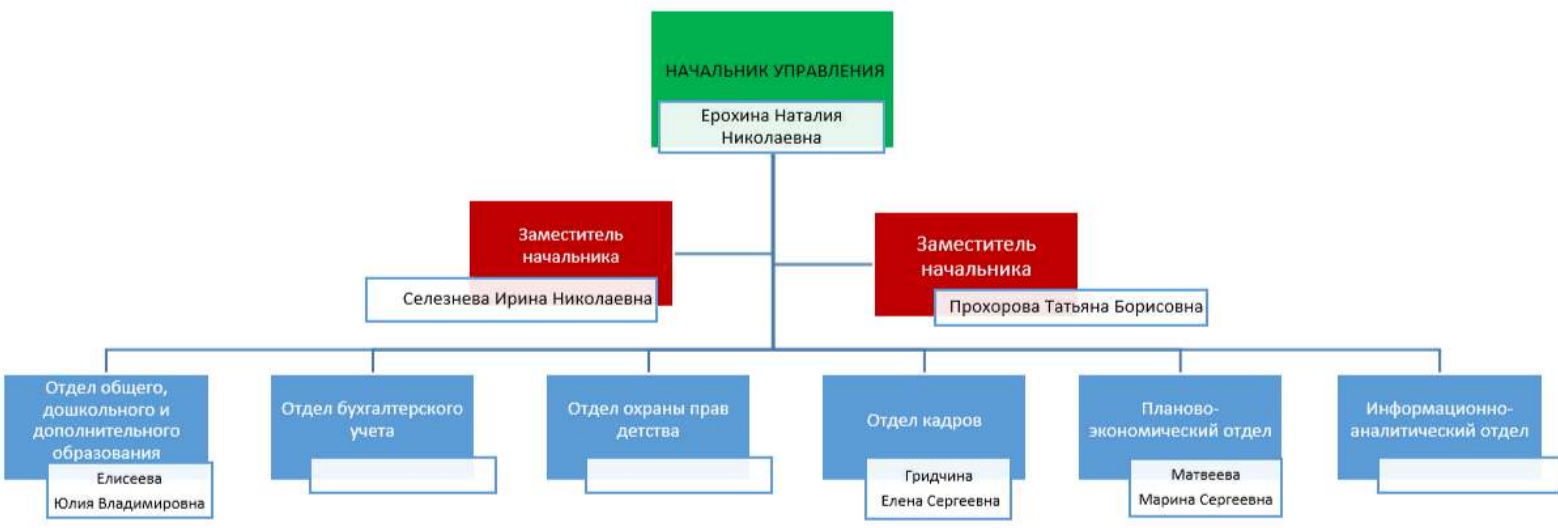 НАЧАЛЬНИК УПРАВЛЕНИЯ
Ерохина Наталия
Николаевна
Заместитель
начальника
Селезнева Ирина Николаевна
Заместитель
начальника
Прохорова Татьяна Борисовна
Отдел общего,
дошкольного и
дополнительного
образования
Елисеева
Юлия Владимировна
Отдел бухгалтерского
учета
Отдел охраны прав
детства
Отдел кадров
Гридчина
Елена Сергеевна
Планово-
экономический отдел
Матвеева
Марина Сергеевна
Информационно-
аналитический отдел